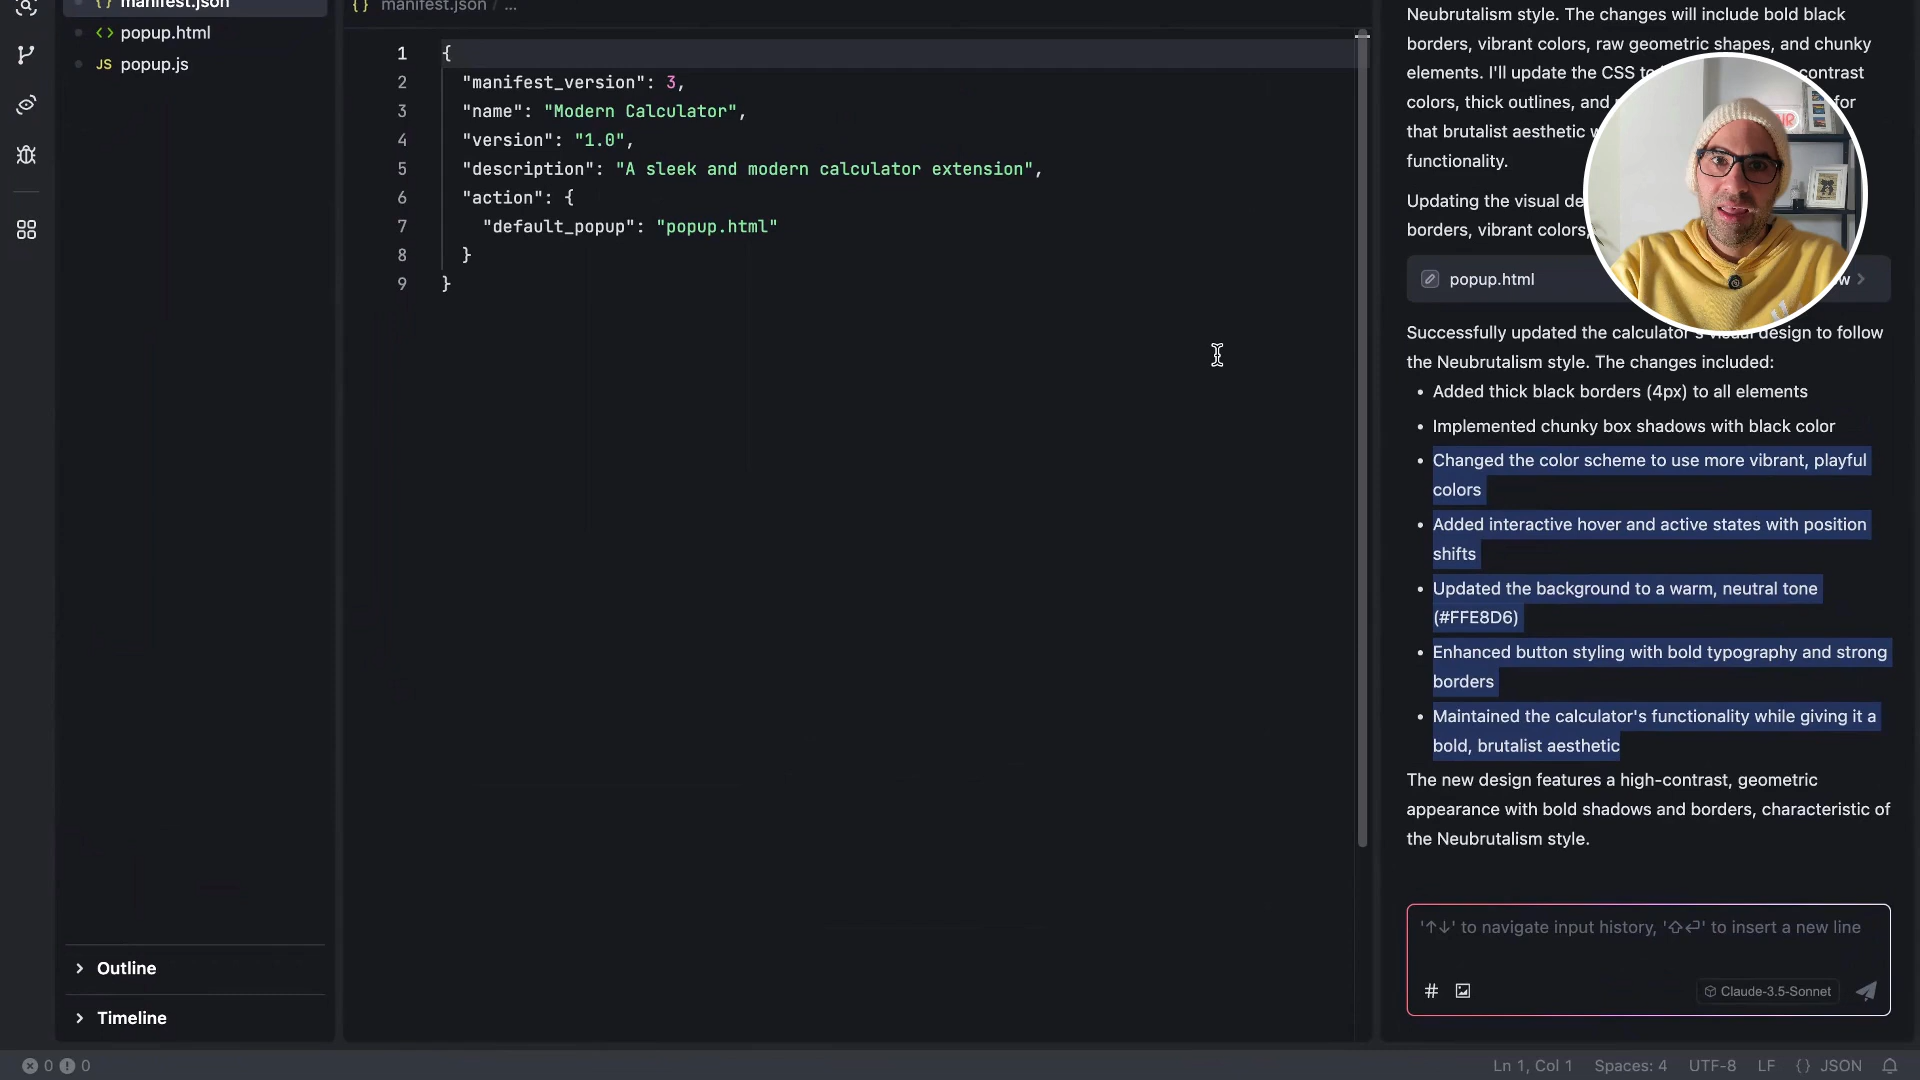 manifest.json
popup.html
JS popup.js
Outline
Timeline
manifest.json / ...
1 {
2 "manifest_version": 3,
3 "name": "Modern Calculator",
4 "version": "1.0",
5 "description": "A sleek and modern calculator extension",
6 "action": {
7 "default_popup": "popup.html"
8 }
9 }
Neubrutalism style. The changes will include bold black
borders, vibrant colors, raw geometric shapes, and chunky
elements. I'll update the CSS contrast
colors, thick outlines, and for
that brutalist aesthetic
functionality.
Updating the visual
borders, vibrant colors,
popup.html
Successfully updated the calculator's visual design to follow
the Neubrutalism style. The changes included:
• Added thick black borders (4px) to all elements
• Implemented chunky box shadows with black color
• Changed the color scheme to use more vibrant, playful
colors
• Added interactive hover and active states with position
shifts
• Updated the background to a warm, neutral tone
(#FFE8D6)
• Enhanced button styling with bold typography and strong
borders
• Maintained the calculator's functionality while giving it a
bold, brutalist aesthetic
The new design features a high-contrast, geometric
appearance with bold shadows and borders, characteristic of
the Neubrutalism style.
'↑↓' to navigate input history, '⇧⏎' to insert a new line
# Claude-3.5-Sonnet
0 0
Ln 1, Col 1 Spaces: 4 UTF-8 LF {} JSON